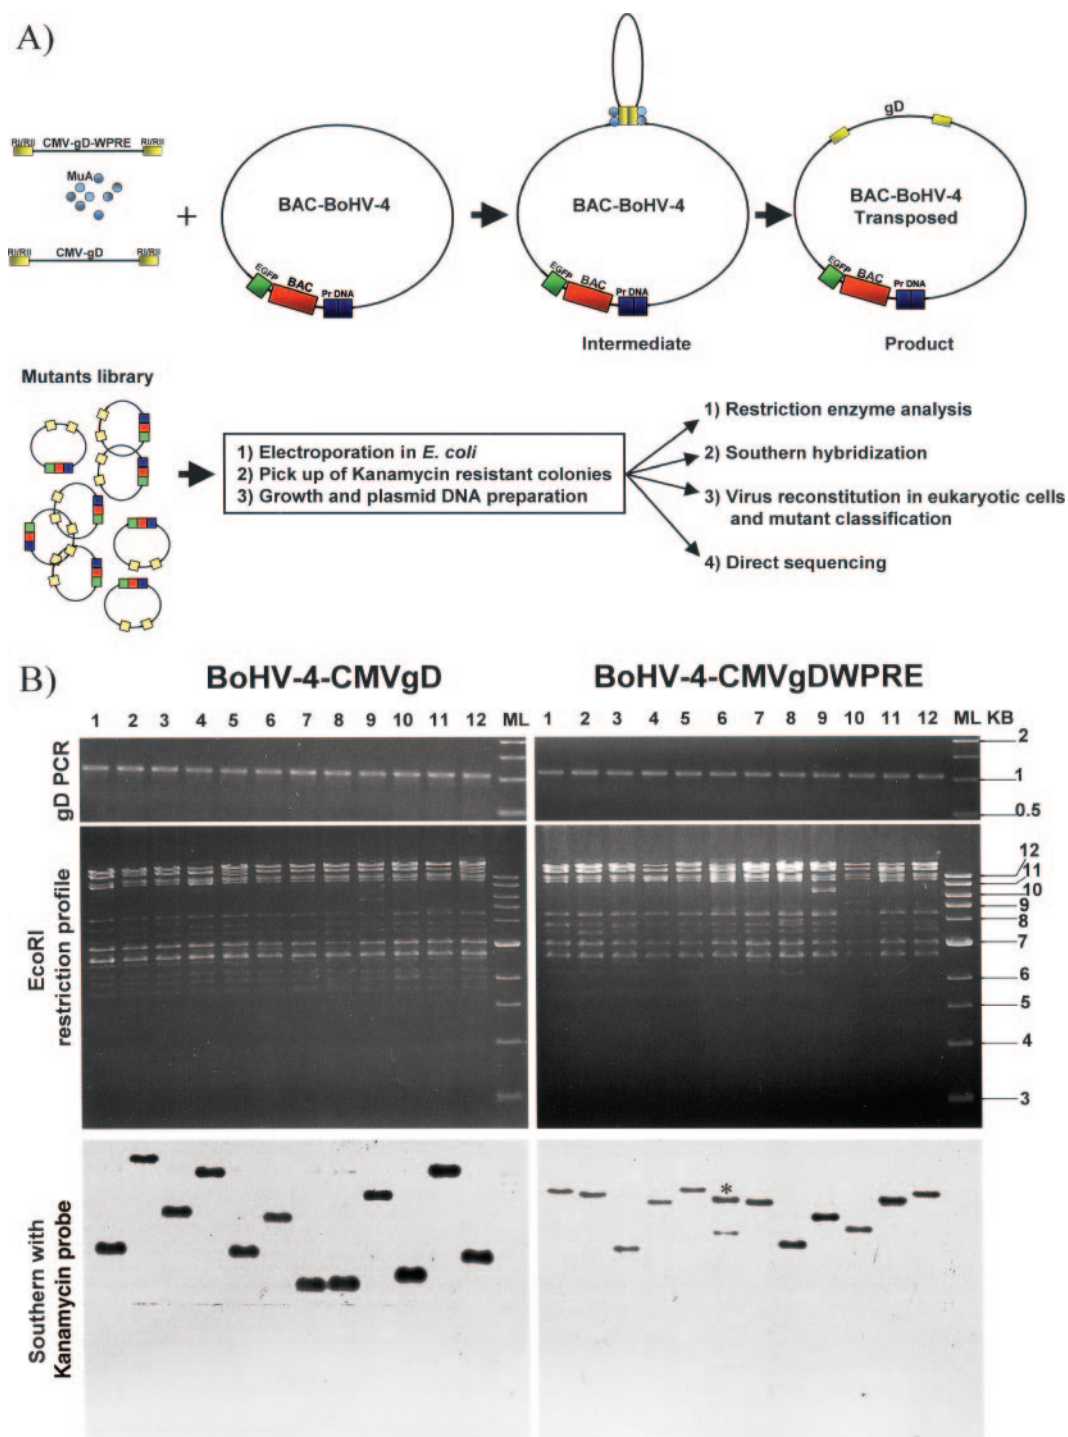 A)
RI/RII CMV-gD-WPRE RI/RII
MuA
RI/RII CMV-gD RI/RII
+
BAC-BoHV-4
EGFP BAC Pr DNA
BAC-BoHV-4
EGFP BAC Pr DNA
Intermediate
gD
BAC-BoHV-4
Transposed
EGFP BAC Pr DNA
Product
Mutants library
1) Electroporation in E. coli
2) Pick up of Kanamycin resistant colonies
3) Growth and plasmid DNA preparation
1) Restriction enzyme analysis
2) Southern hybridization
3) Virus reconstitution in eukaryotic cells
and mutant classification
4) Direct sequencing
B)
BoHV-4-CMVgD
BoHV-4-CMVgDWPRE
1 2 3 4 5 6 7 8 9 10 11 12 ML
1 2 3 4 5 6 7 8 9 10 11 12 ML KB
gD PCR
2
1
0.5
EcoRI
restriction profile
12
11
10
9
8
7
6
5
4
3
Southern with
Kanamycin probe
*